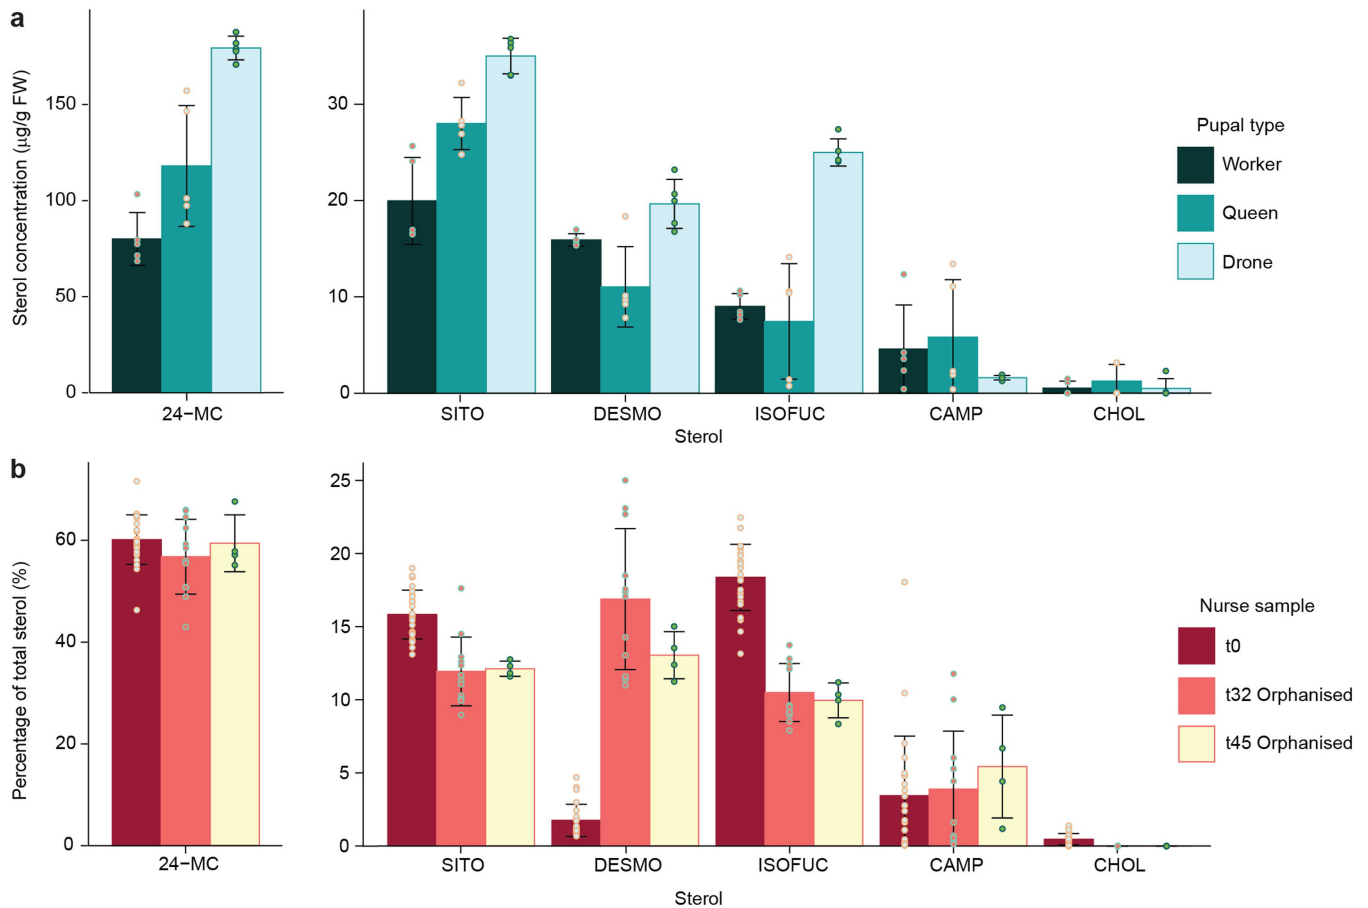 a
Sterol concentration (µg/g FW)
150
100
50
0
30
20
10
0
24−MC
SITO
DESMO
ISOFUC
CAMP
CHOL
Sterol
Pupal type
Worker
Queen
Drone
b
Percentage of total sterol (%)
60
40
20
0
25
20
15
10
5
0
24−MC
SITO
DESMO
ISOFUC
CAMP
CHOL
Sterol
Nurse sample
t0
t32 Orphanised
t45 Orphanised